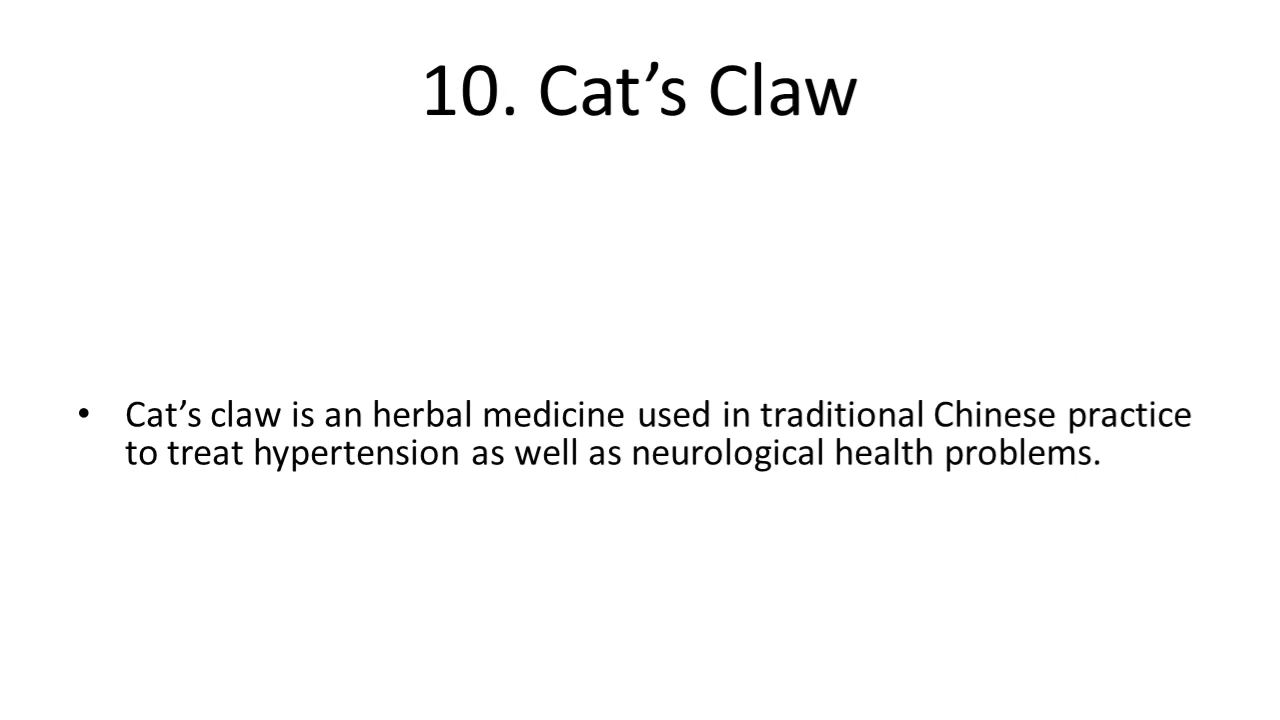 10. Cat’s Claw
• Cat’s claw is an herbal medicine used in traditional Chinese practice
to treat hypertension as well as neurological health problems.